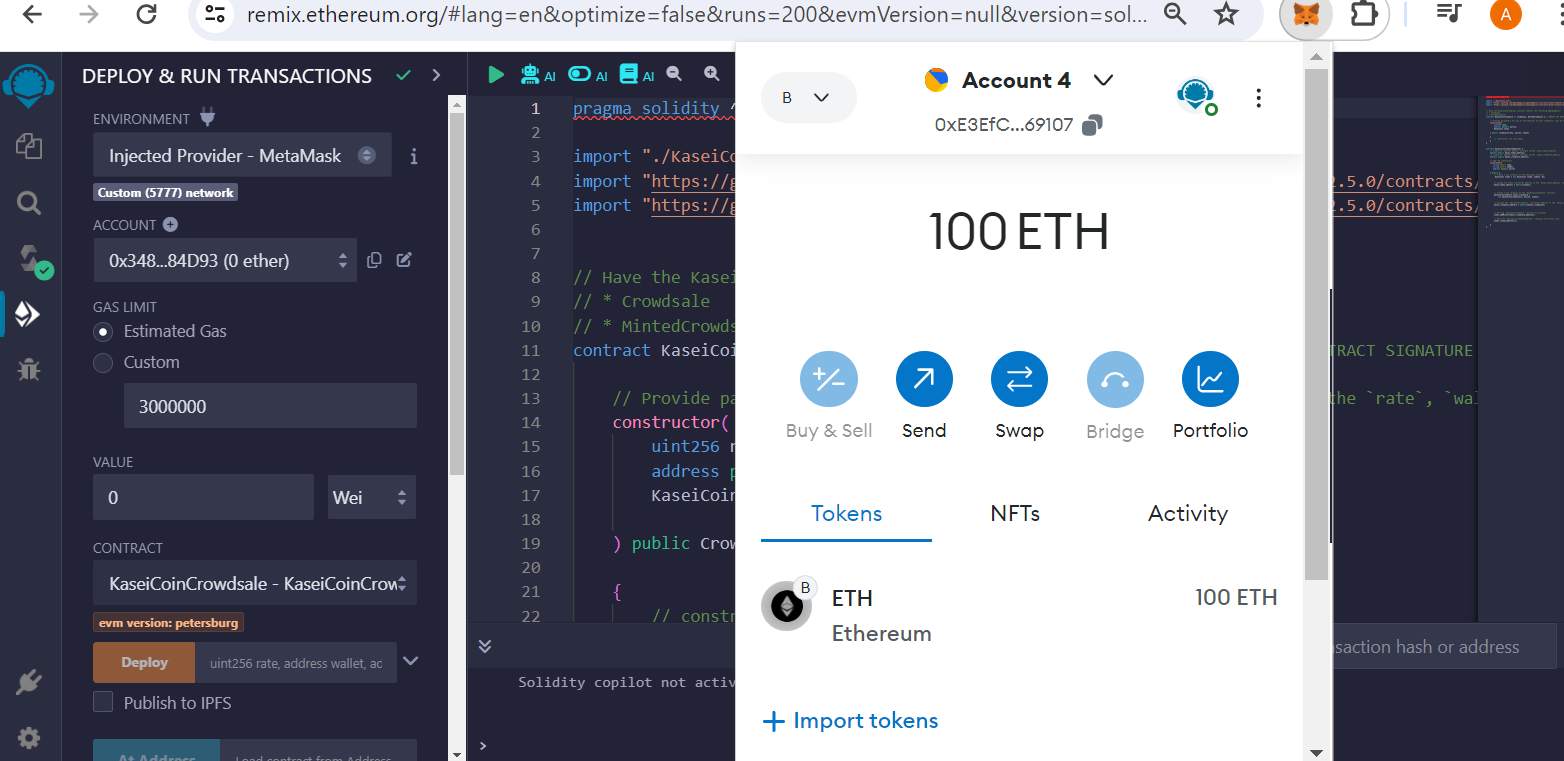 remix.ethereum.org/#lang=en&optimize=false&runs=200&evmVersion=null&version=sol...
A
DEPLOY & RUN TRANSACTIONS
ENVIRONMENT
Injected Provider - MetaMask
i
Custom (5777) network
ACCOUNT
0x348...84D93 (0 ether)
GAS LIMIT
Estimated Gas
Custom
3000000
VALUE
0
Wei
CONTRACT
KaseiCoinCrowdsale - KaseiCoinCrow
evm version: petersburg
Deploy
uint256 rate, address wallet, ac
Publish to IPFS
At Address
Load contract from Address
AI AI AI
1 pragma solidity ^
2
3 import "./KaseiCo
4 import "https://g
2.5.0/contracts/
5 import "https://g
2.5.0/contracts/
6
7
8 // Have the Kasei
9 // * Crowdsale
10 // * MintedCrowds
11 contract KaseiCoi
TRACT SIGNATURE
12
13 // Provide pa
the `rate`, `wal
14 constructor(
15 uint256 r
16 address p
17 KaseiCoin
18
19 ) public Crow
20
21 {
22 // constr
saction hash or address
Solidity copilot not activ
>
B
Account 4
0xE3EfC...69107
100 ETH
Buy & Sell
Send
Swap
Bridge
Portfolio
Tokens
NFTs
Activity
B
ETH
100 ETH
Ethereum
+ Import tokens